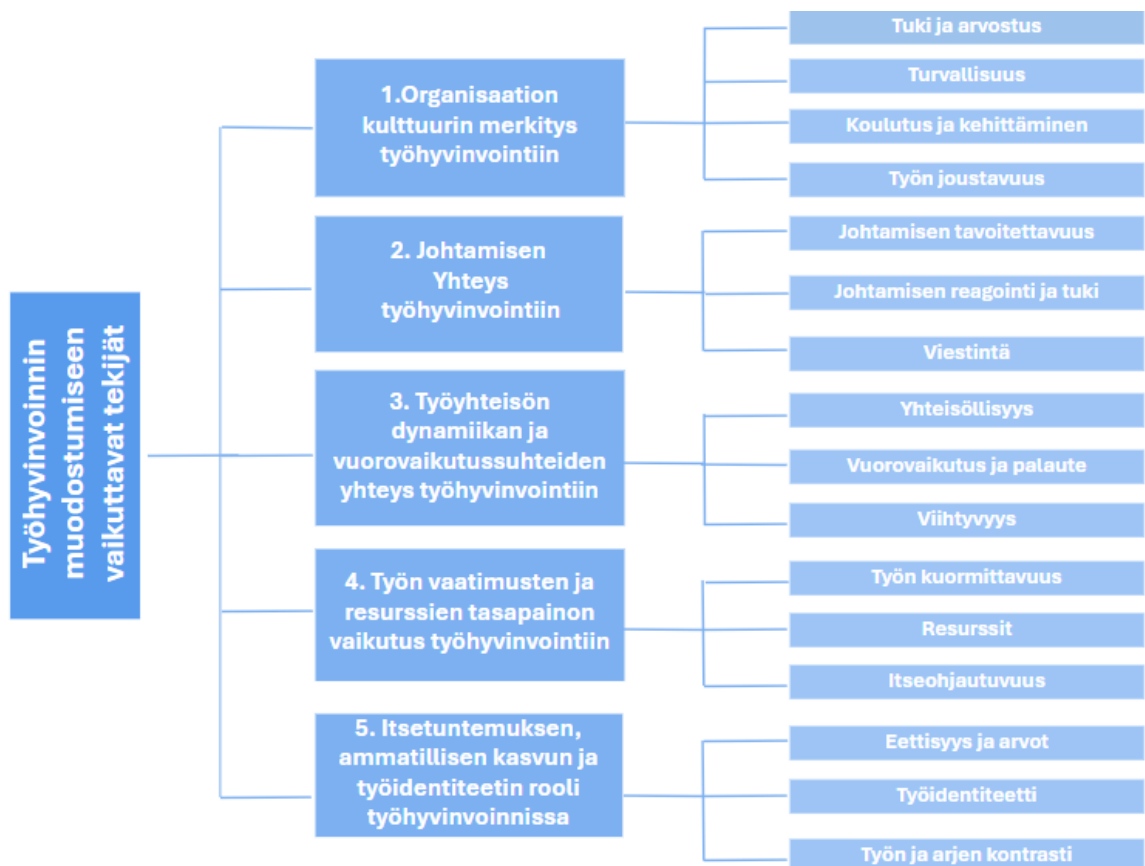 Työhyvinvoinnin
muodostumiseen
vaikuttavat tekijät
1.Organisaation
kulttuurin merkitys
työhyvinvointiin
Tuki ja arvostus
Turvallisuus
Koulutus ja kehittäminen
Työn joustavuus
2. Johtamisen
Yhteys
työhyvinvointiin
Johtamisen tavoitettavuus
Johtamisen reagointi ja tuki
Viestintä
3. Työyhteisön
dynamiikan ja
vuorovaikutussuhteiden
yhteys työhyvinvointiin
Yhteisöllisyys
Vuorovaikutus ja palaute
Viihtyvyys
4. Työn vaatimusten ja
resurssien tasapainon
vaikutus työhyvinvointiin
Työn kuormittavuus
Resurssit
Itseohjautuvuus
5. Itsetuntemuksen,
ammatillisen kasvun ja
työidentiteetin rooli
työhyvinvoinnissa
Eettisyys ja arvot
Työidentiteetti
Työn ja arjen kontrasti